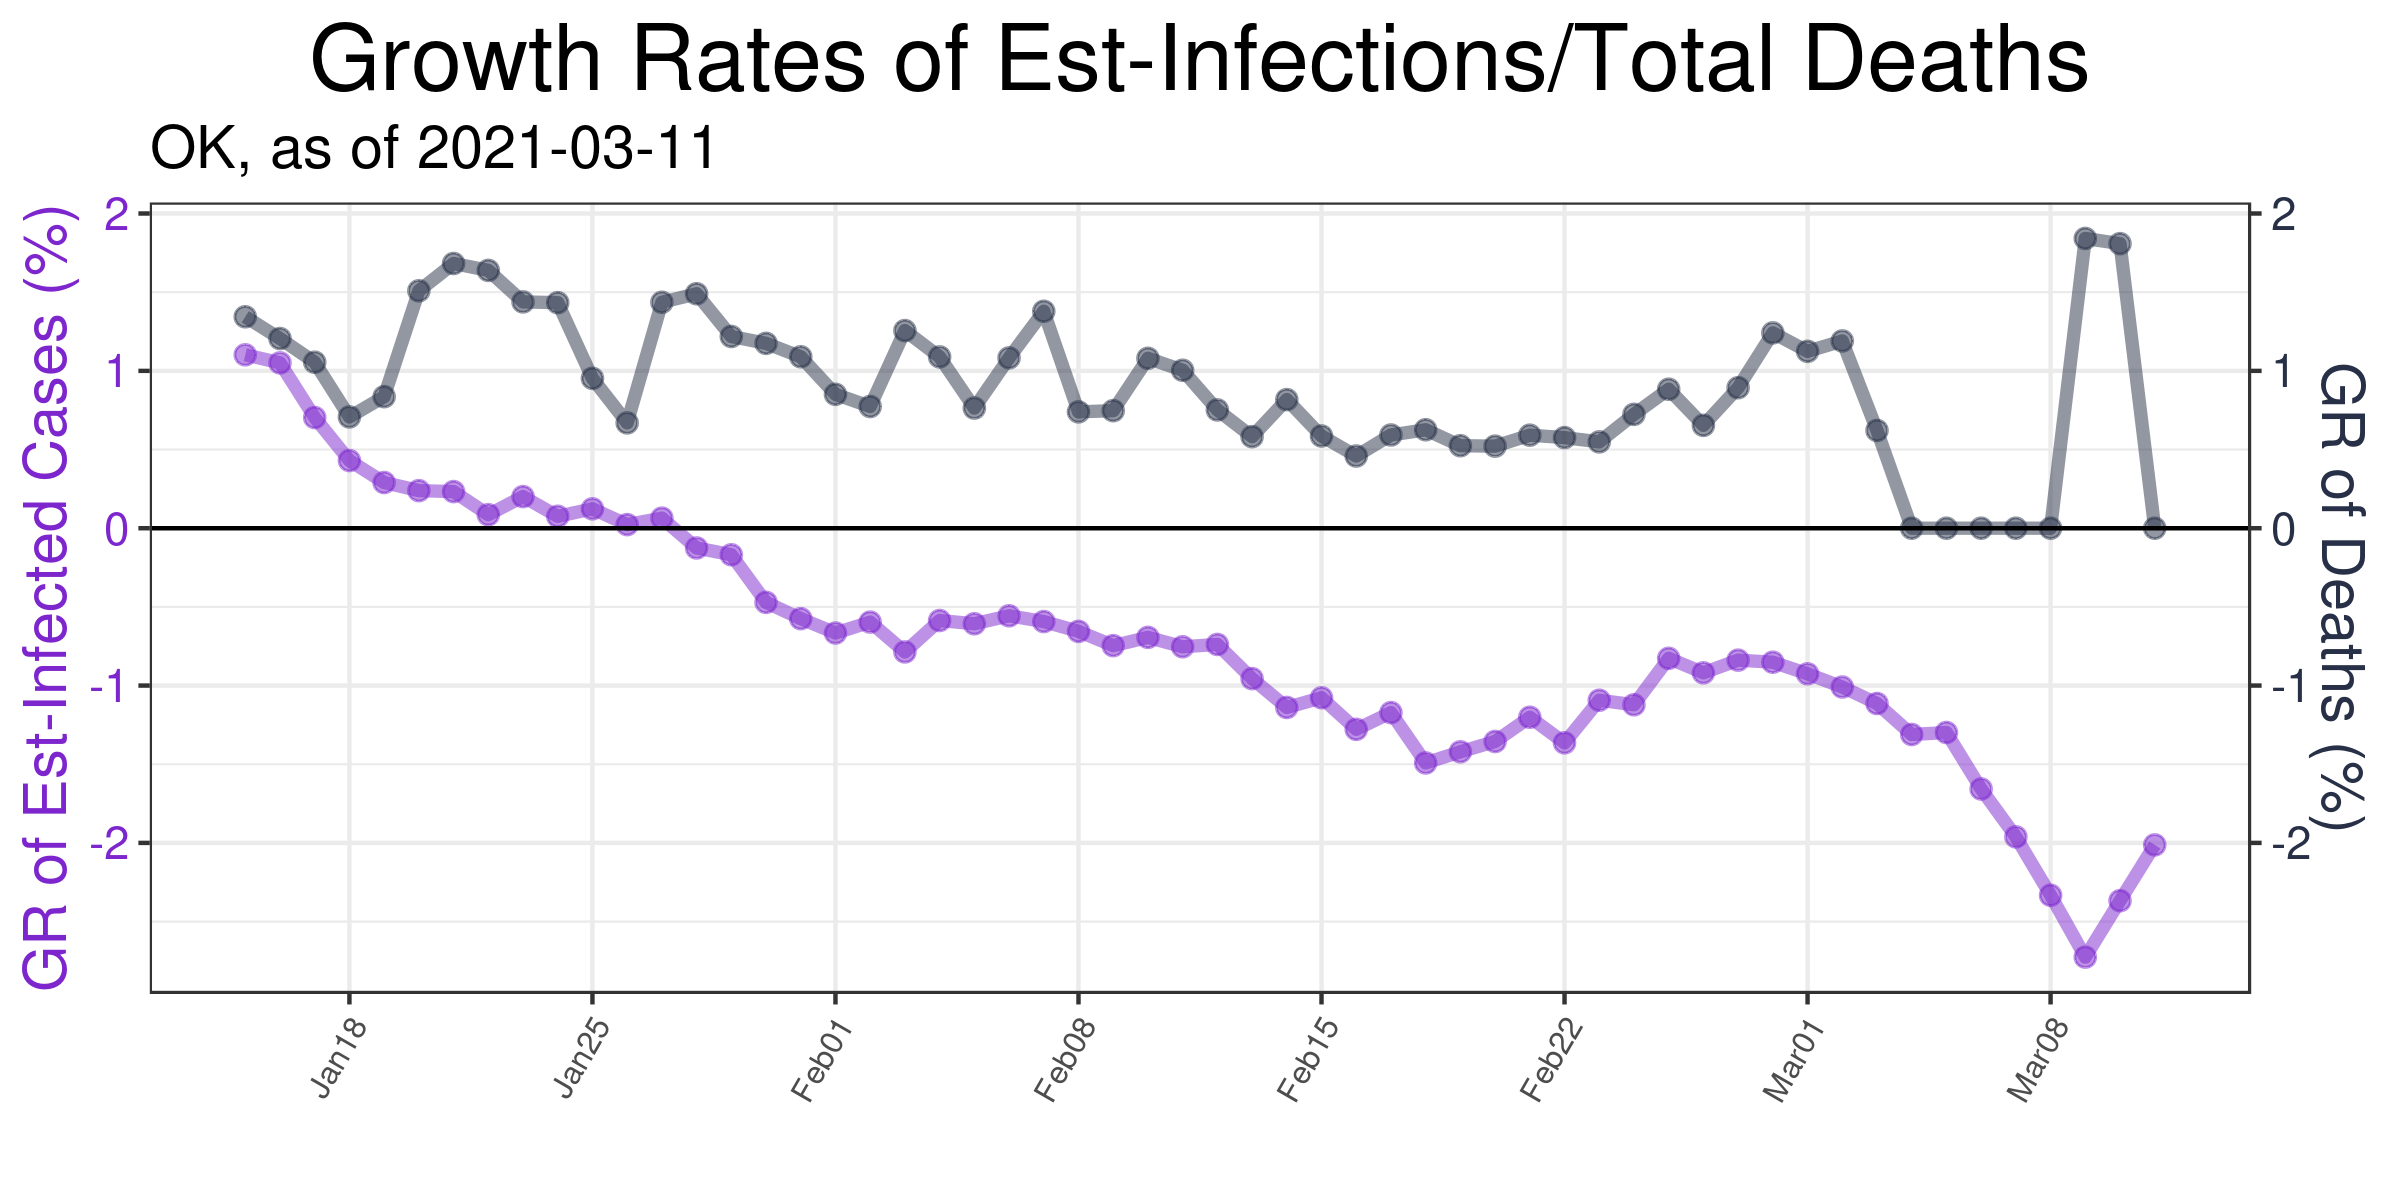 Growth Rates of Est-Infections/Total Deaths
OK, as of 2021-03-11
GR of Est-Infected Cases (%)
2
1
0
-1
-2
2
1
0
-1
-2
GR of Deaths (%)
Jan18
Jan25
Feb01
Feb08
Feb15
Feb22
Mar01
Mar08